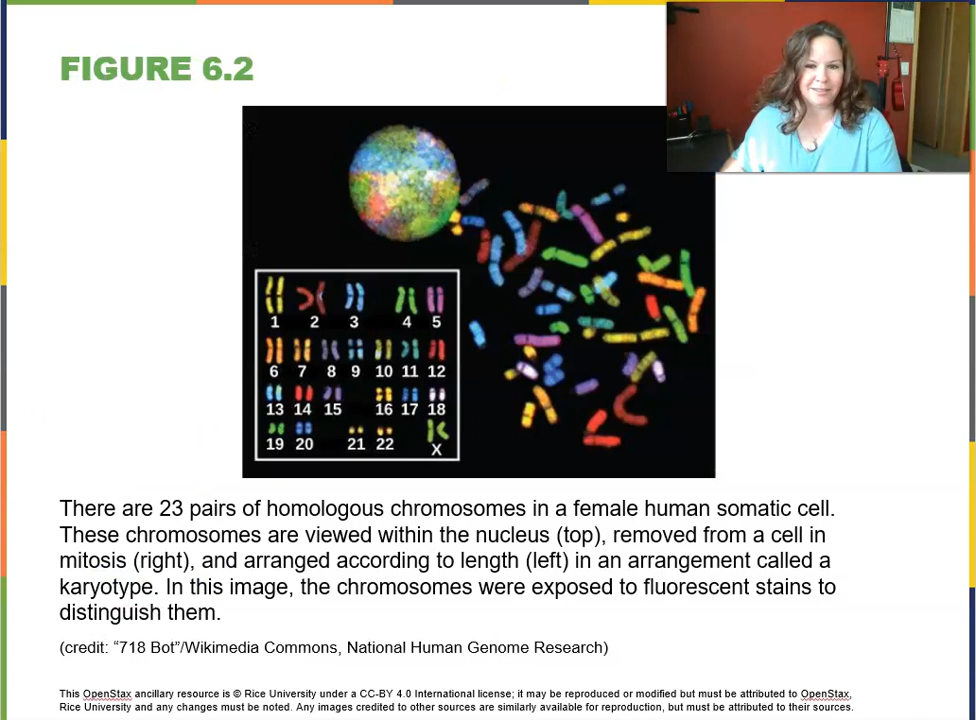 FIGURE 6.2
1 2 3 4 5
6 7 8 9 10 11 12
13 14 15 16 17 18
19 20 21 22 X
There are 23 pairs of homologous chromosomes in a female human somatic cell.
These chromosomes are viewed within the nucleus (top), removed from a cell in
mitosis (right), and arranged according to length (left) in an arrangement called a
karyotype. In this image, the chromosomes were exposed to fluorescent stains to
distinguish them.
(credit: “718 Bot”/Wikimedia Commons, National Human Genome Research)
This OpenStax ancillary resource is © Rice University under a CC-BY 4.0 International license; it may be reproduced or modified but must be attributed to OpenStax,
Rice University and any changes must be noted. Any images credited to other sources are similarly available for reproduction, but must be attributed to their sources.